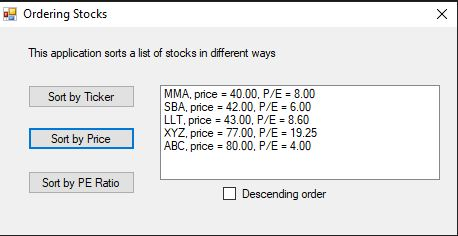 Ordering Stocks
This application sorts a list of stocks in different ways
Sort by Ticker
Sort by Price
Sort by PE Ratio
MMA, price = 40.00, P/E = 8.00
SBA, price = 42.00, P/E = 6.00
LLT, price = 43.00, P/E = 8.60
XYZ, price = 77.00, P/E = 19.25
ABC, price = 80.00, P/E = 4.00
Descending order